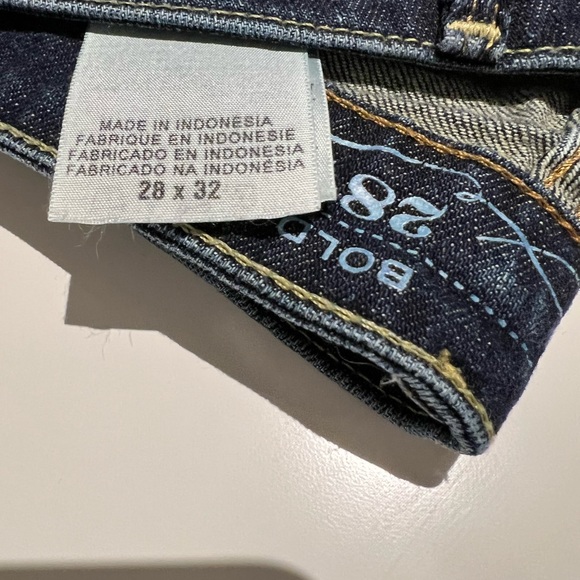 MADE IN INDONESIA
FABRIQUE EN INDONESIE
FABRICADO EN INDONESIA
FABRICADO NA INDONÉSIA
28 x 32
28
BOLD